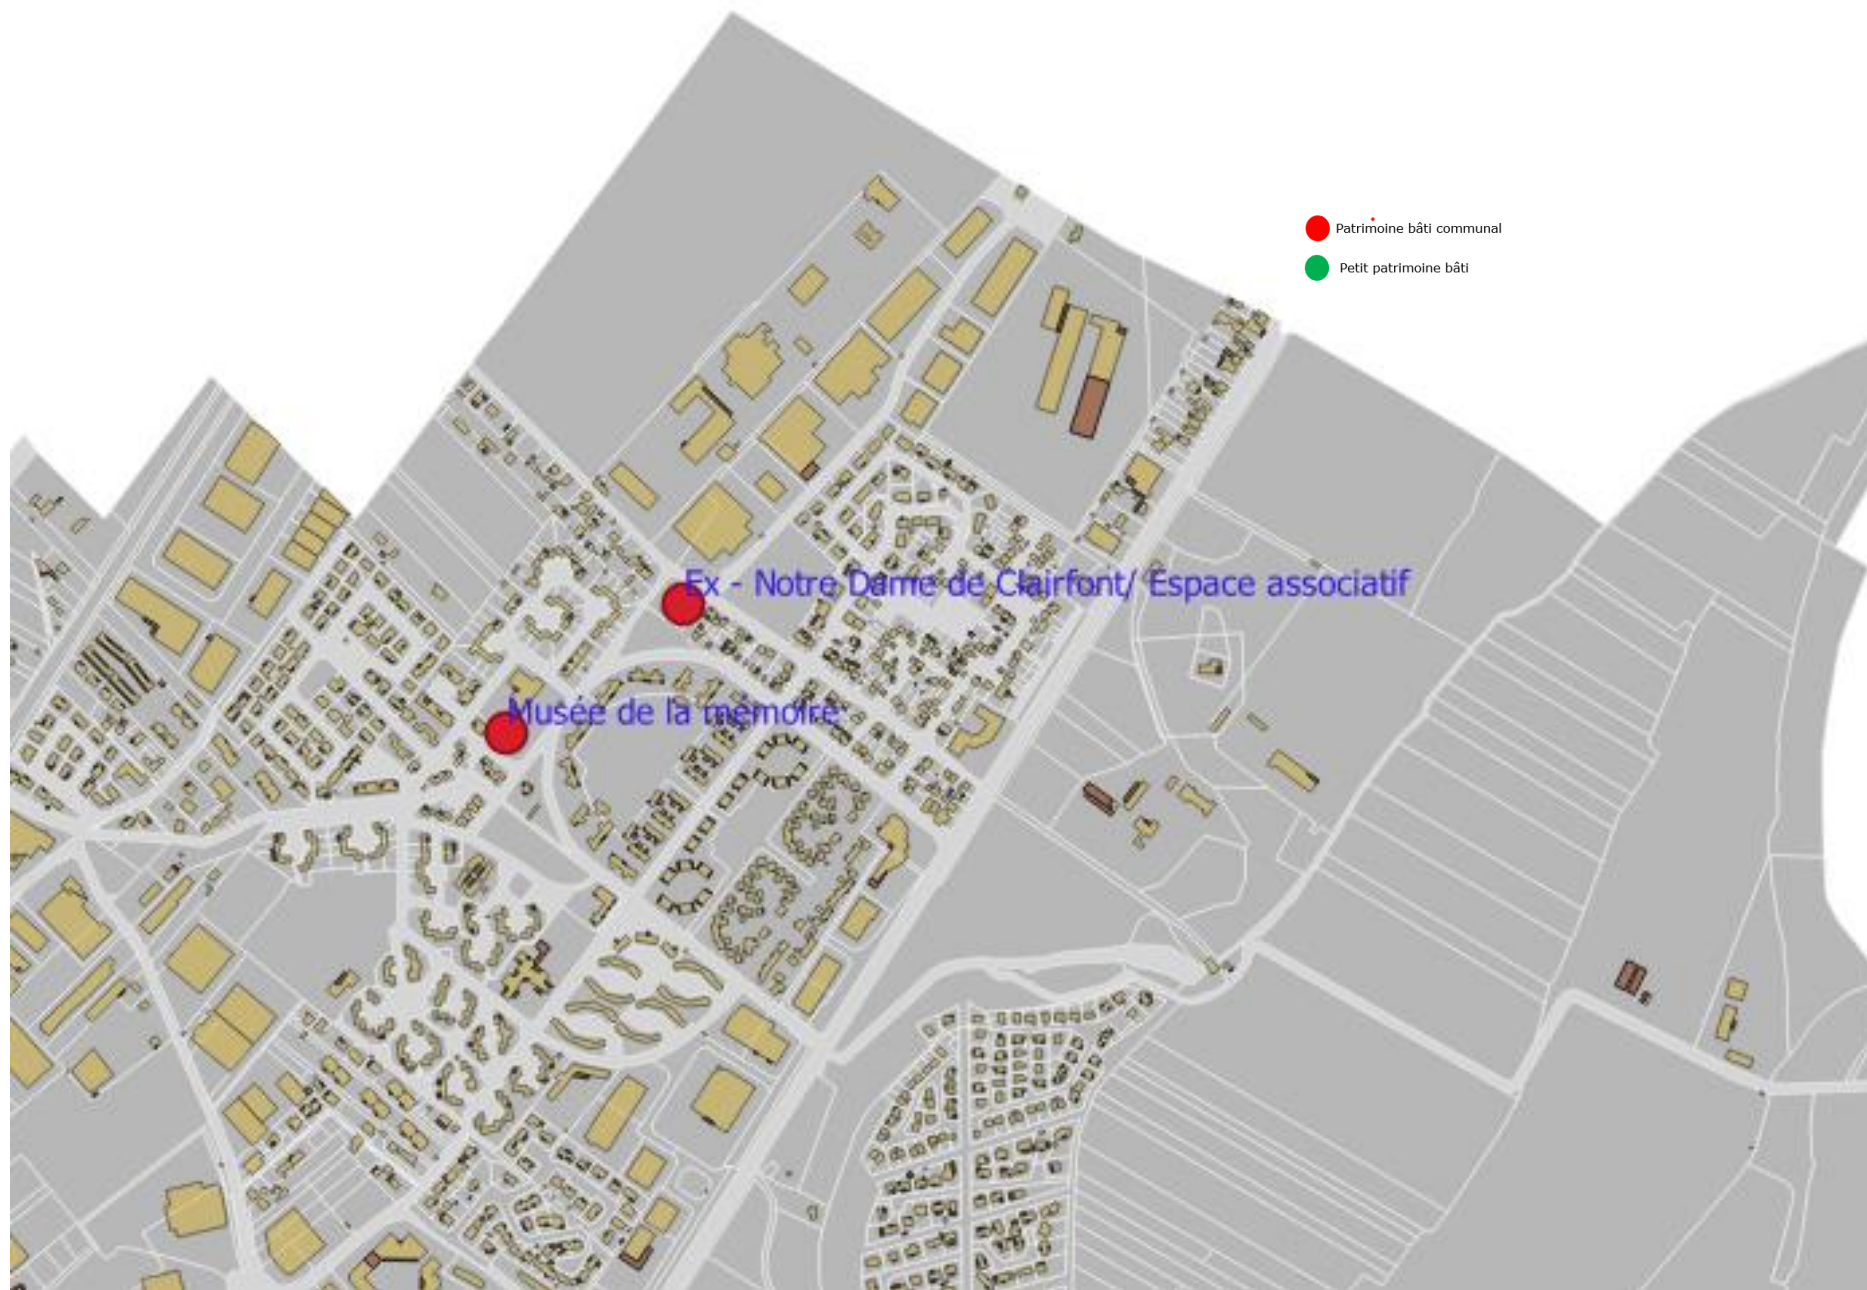 Patrimoine bâti communal
Petit patrimoine bâti
Ex - Notre Dame de Clairfont/ Espace associatif
Musée de la mémoire